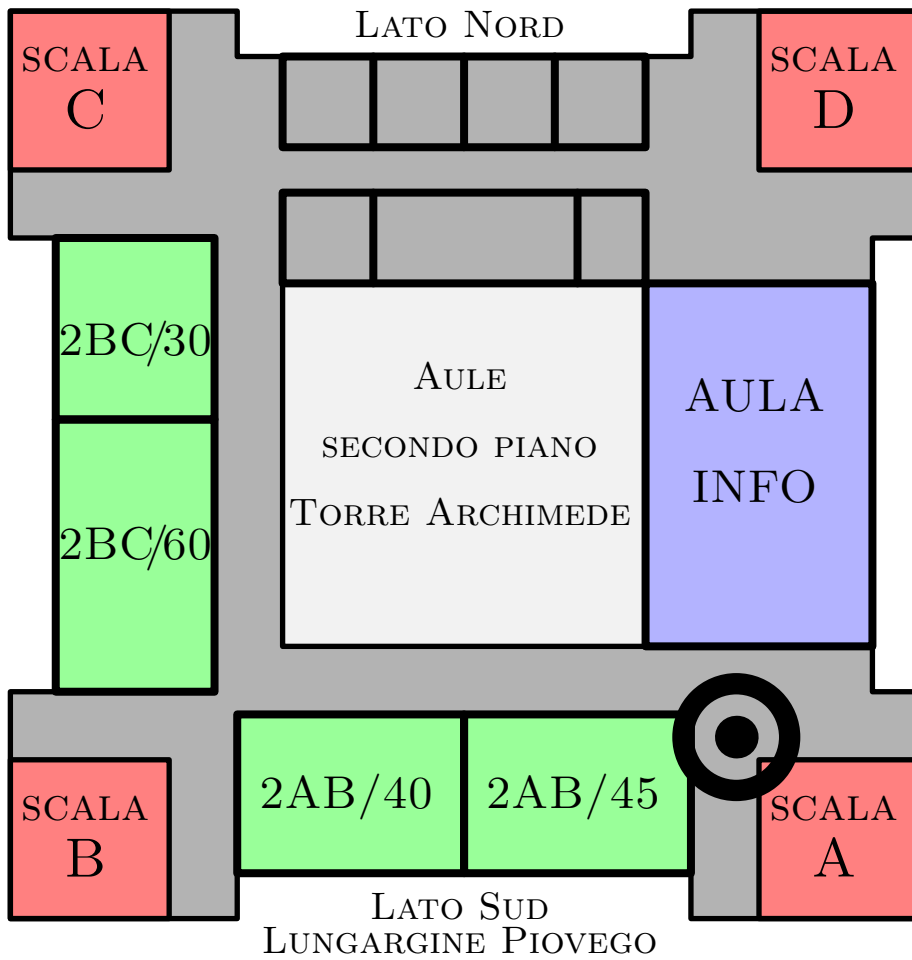 Lato Nord
scala
C
scala
D
2BC/30
Aule
secondo piano
Torre Archimede
AULA
INFO
2BC/60
2AB/40
2AB/45
scala
B
scala
A
Lato Sud
Lungargine Piovego